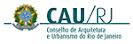 CAU/RJ
Conselho de Arquitetura
e Urbanismo do Rio de Janeiro